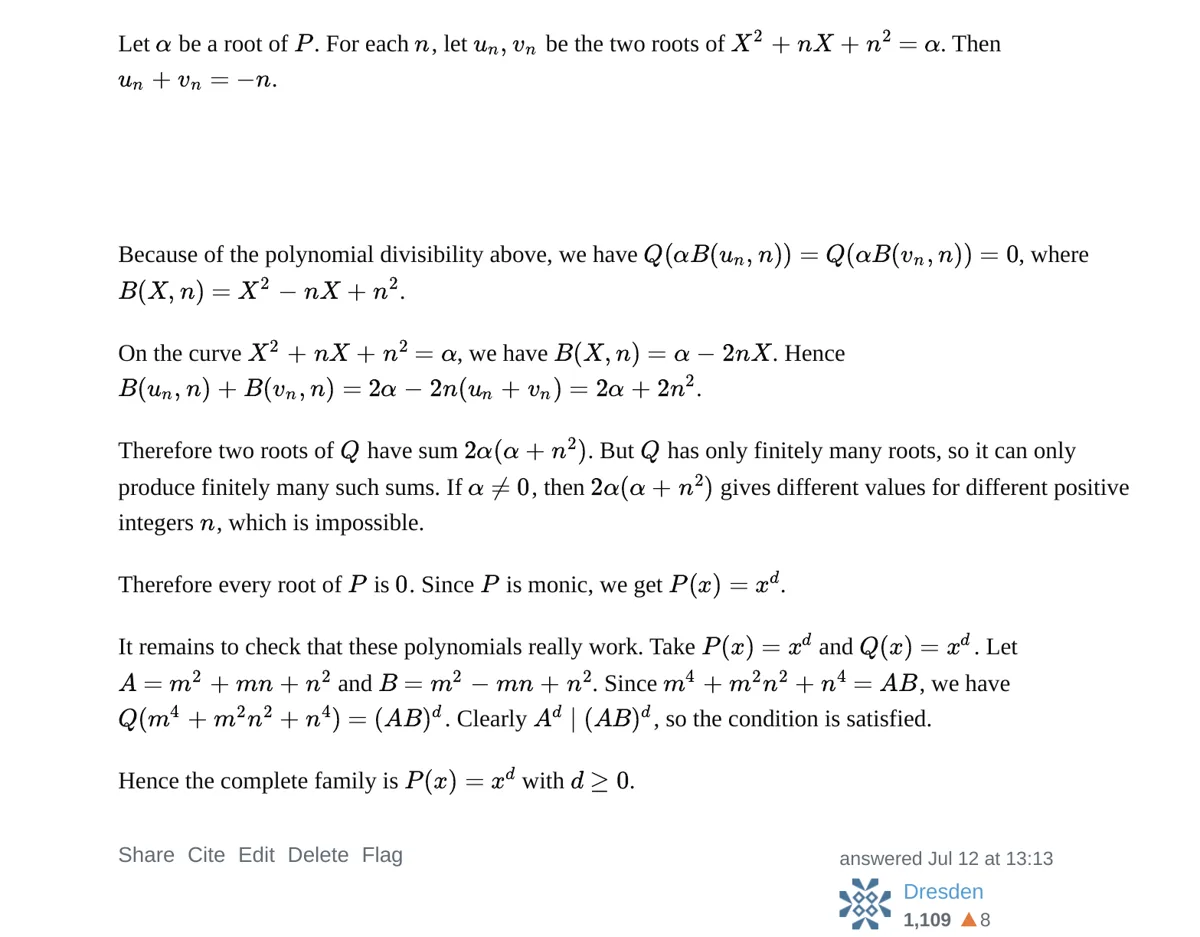 Let α be a root of P. For each n, let uₙ, vₙ be the two roots of X² + nX + n² = α. Then
uₙ + vₙ = −n.
Because of the polynomial divisibility above, we have Q(αB(uₙ, n)) = Q(αB(vₙ, n)) = 0, where
B(X, n) = X² − nX + n².
On the curve X² + nX + n² = α, we have B(X, n) = α − 2nX. Hence
B(uₙ, n) + B(vₙ, n) = 2α − 2n(uₙ + vₙ) = 2α + 2n².
Therefore two roots of Q have sum 2α(α + n²). But Q has only finitely many roots, so it can only
produce finitely many such sums. If α ≠ 0, then 2α(α + n²) gives different values for different positive
integers n, which is impossible.
Therefore every root of P is 0. Since P is monic, we get P(x) = xᵈ.
It remains to check that these polynomials really work. Take P(x) = xᵈ and Q(x) = xᵈ. Let
A = m² + mn + n² and B = m² − mn + n². Since m⁴ + m²n² + n⁴ = AB, we have
Q(m⁴ + m²n² + n⁴) = (AB)ᵈ. Clearly Aᵈ | (AB)ᵈ, so the condition is satisfied.
Hence the complete family is P(x) = xᵈ with d ≥ 0.
Share Cite Edit Delete Flag
answered Jul 12 at 13:13
Dresden
1,109 ▲8